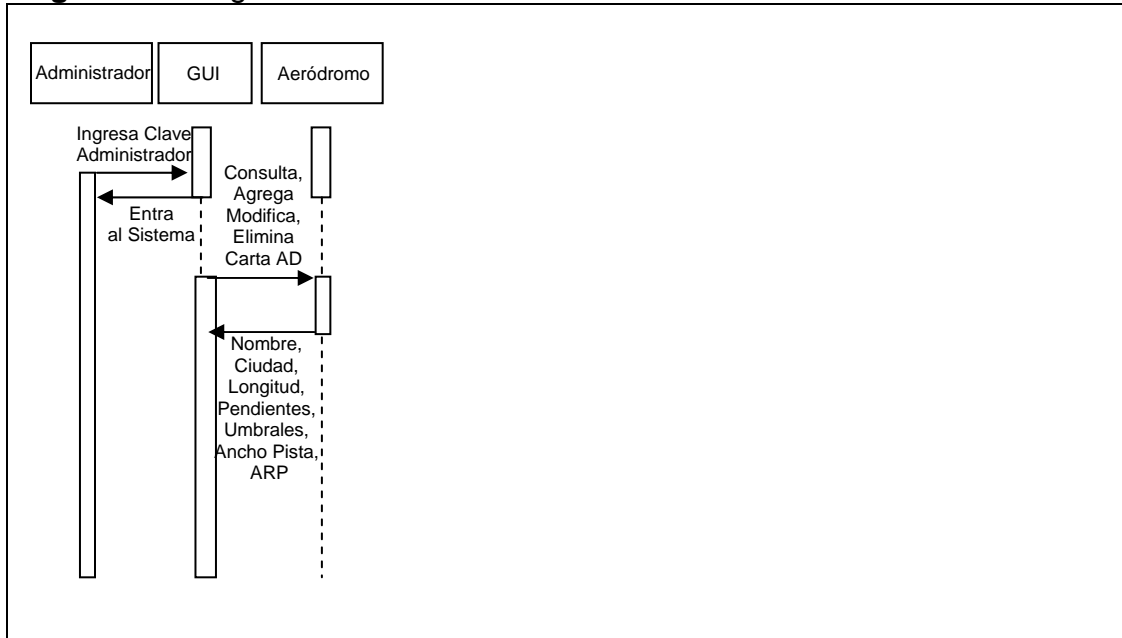 Administrador
GUI
Aeródromo
Ingresa Clave
Administrador
Entra
al Sistema
Consulta,
Agrega
Modifica,
Elimina
Carta AD
Nombre,
Ciudad,
Longitud,
Pendientes,
Umbrales,
Ancho Pista,
ARP